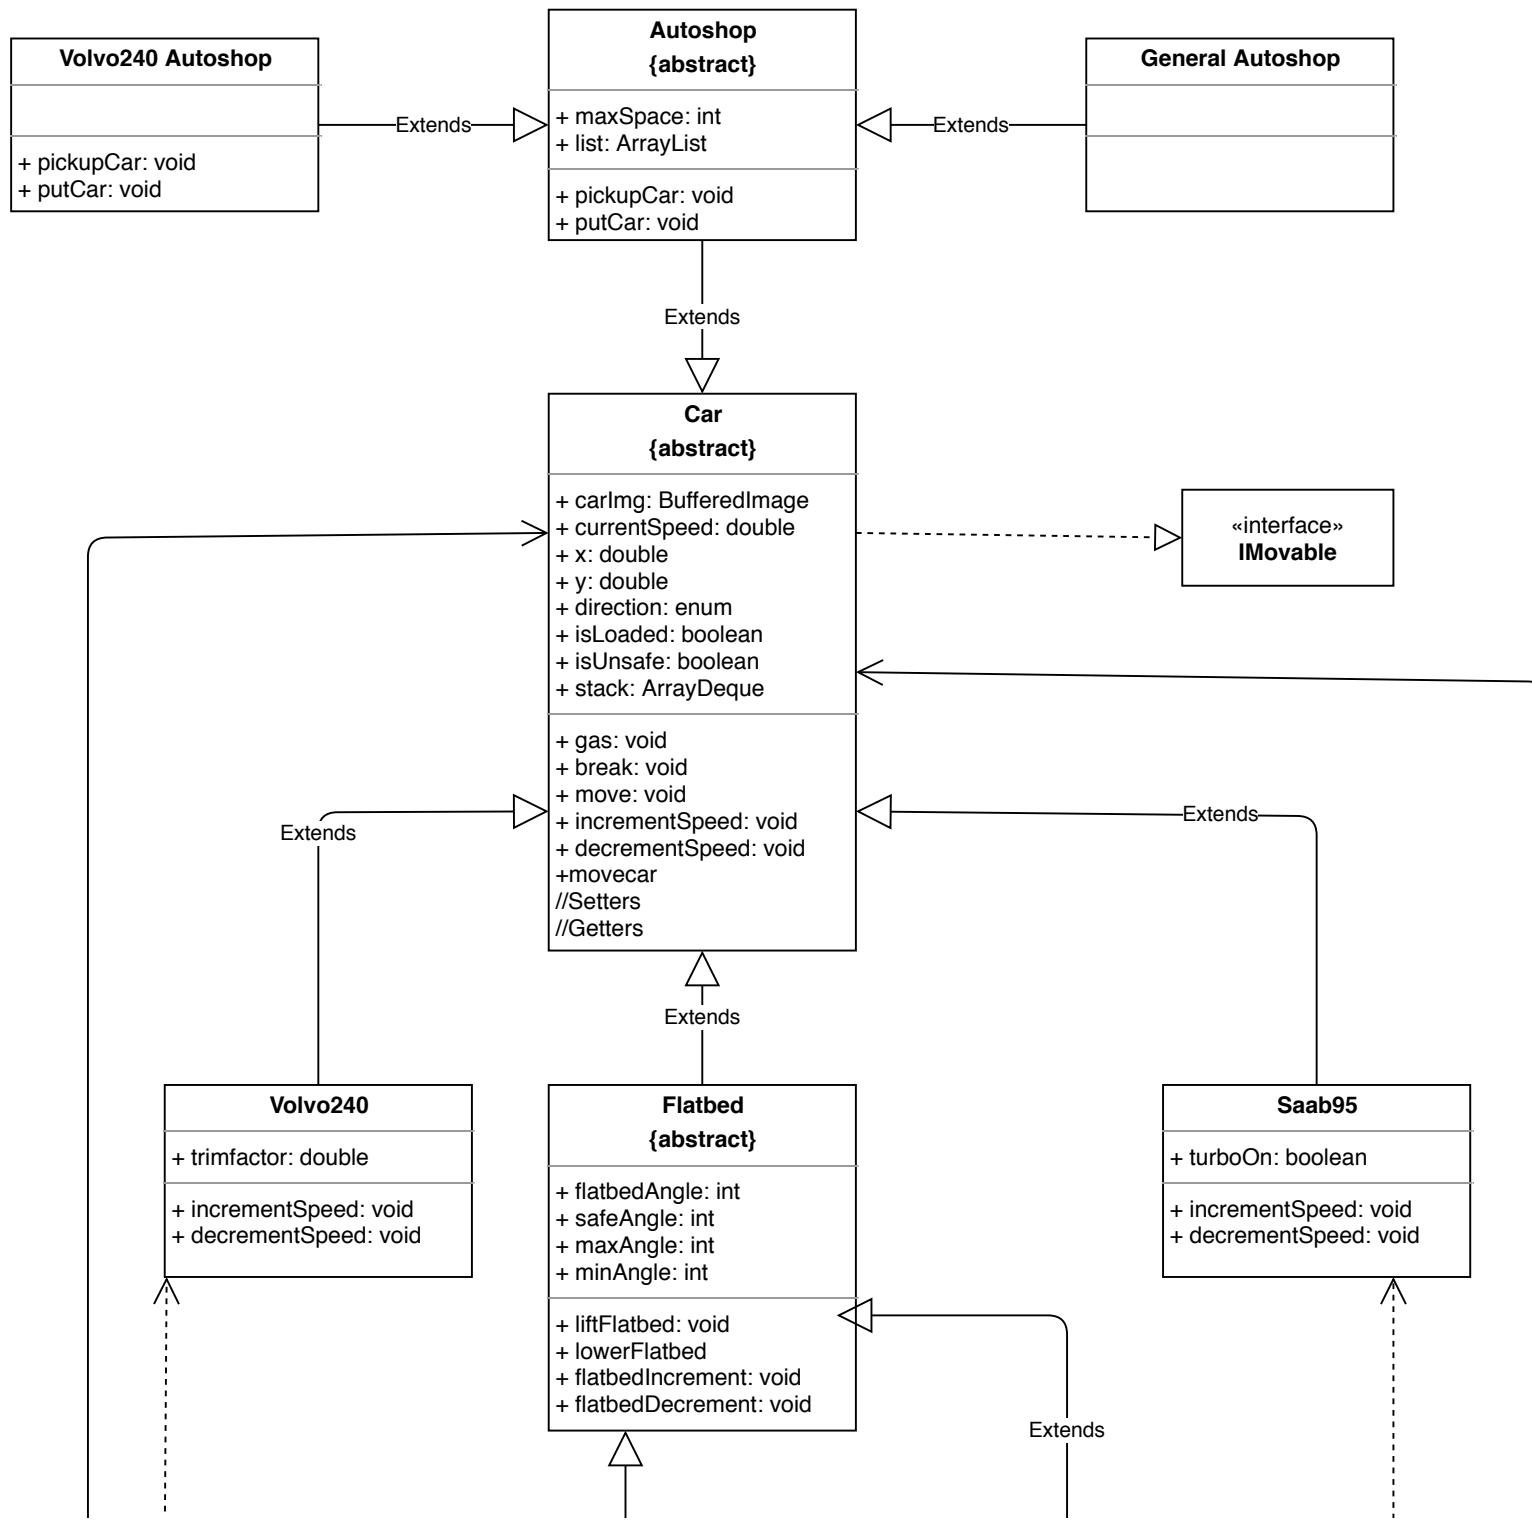 Volvo240 Autoshop
+ pickupCar: void
+ putCar: void
Extends
Autoshop
{abstract}
+ maxSpace: int
+ list: ArrayList
+ pickupCar: void
+ putCar: void
Extends
General Autoshop
Extends
Car
{abstract}
+ carImg: BufferedImage
+ currentSpeed: double
+ x: double
+ y: double
+ direction: enum
+ isLoaded: boolean
+ isUnsafe: boolean
+ stack: ArrayDeque
+ gas: void
+ break: void
+ move: void
+ incrementSpeed: void
+ decrementSpeed: void
+movecar
//Setters
//Getters
«interface»
IMovable
Extends
Extends
Extends
Volvo240
+ trimfactor: double
+ incrementSpeed: void
+ decrementSpeed: void
Flatbed
{abstract}
+ flatbedAngle: int
+ safeAngle: int
+ maxAngle: int
+ minAngle: int
+ liftFlatbed: void
+ lowerFlatbed
+ flatbedIncrement: void
+ flatbedDecrement: void
Saab95
+ turboOn: boolean
+ incrementSpeed: void
+ decrementSpeed: void
Extends